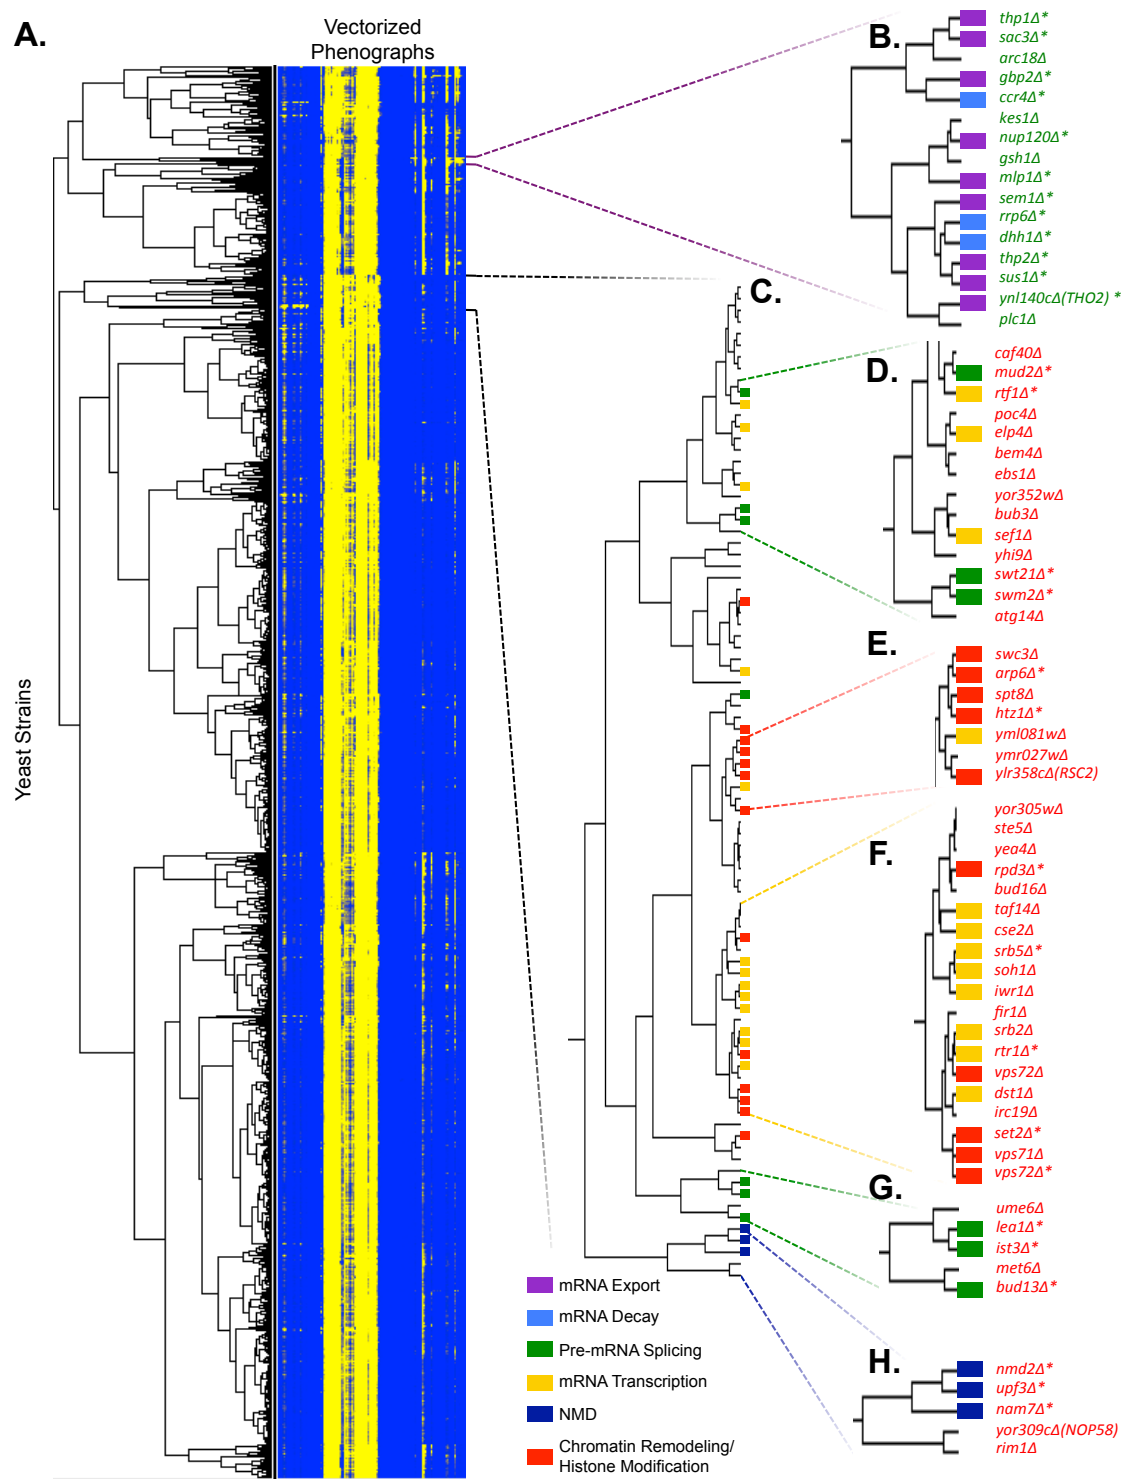 A.
Vectorized
Phenographs
Yeast Strains
B.
thp1Δ*
sac3Δ*
arc18Δ
gbp2Δ*
ccr4Δ*
kes1Δ
nup120Δ*
gsh1Δ
mlp1Δ*
sem1Δ*
rrp6Δ*
dhh1Δ*
thp2Δ*
sus1Δ*
ynl140cΔ(THO2) *
plc1Δ
C.
D.
caf40Δ
mud2Δ*
rtf1Δ*
poc4Δ
elp4Δ
bem4Δ
ebs1Δ
yor352wΔ
bub3Δ
sef1Δ
yhi9Δ
swt21Δ*
swm2Δ*
atg14Δ
E.
swc3Δ
arp6Δ*
spt8Δ
htz1Δ*
yml081wΔ
ymr027wΔ
ylr358cΔ(RSC2)
F.
yor305wΔ
ste5Δ
yea4Δ
rpd3Δ*
bud16Δ
taf14Δ
cse2Δ
srb5Δ*
soh1Δ
iwr1Δ
fir1Δ
srb2Δ
rtr1Δ*
vps72Δ
dst1Δ
irc19Δ
set2Δ*
vps71Δ
vps72Δ*
G.
ume6Δ
lea1Δ*
ist3Δ*
met6Δ
bud13Δ*
H.
nmd2Δ*
upf3Δ*
nam7Δ*
yor309cΔ(NOP58)
rim1Δ
mRNA Export
mRNA Decay
Pre-mRNA Splicing
mRNA Transcription
NMD
Chromatin Remodeling/
Histone Modification